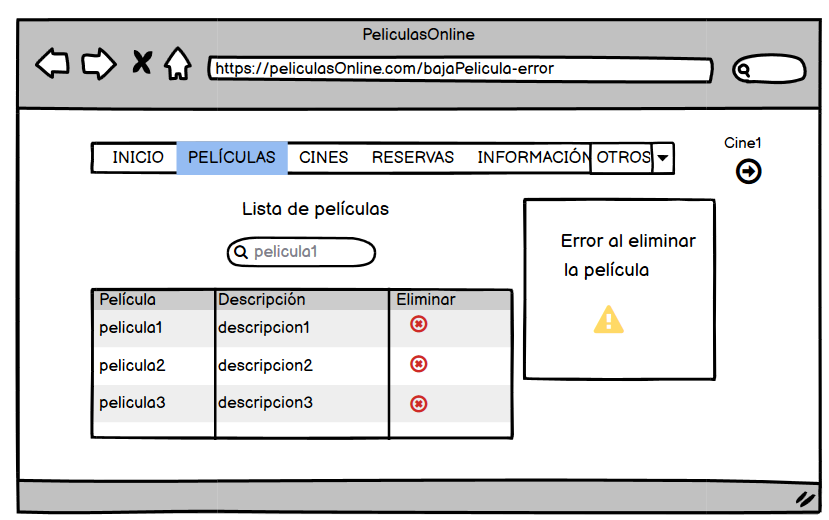 PeliculasOnline
https://peliculasOnline.com/bajaPelicula-error
INICIO PELÍCULAS CINES RESERVAS INFORMACIÓN OTROS
Cine1
Lista de películas
pelicula1
Error al eliminar
la película
Película Descripción Eliminar
pelicula1 descripcion1
pelicula2 descripcion2
pelicula3 descripcion3